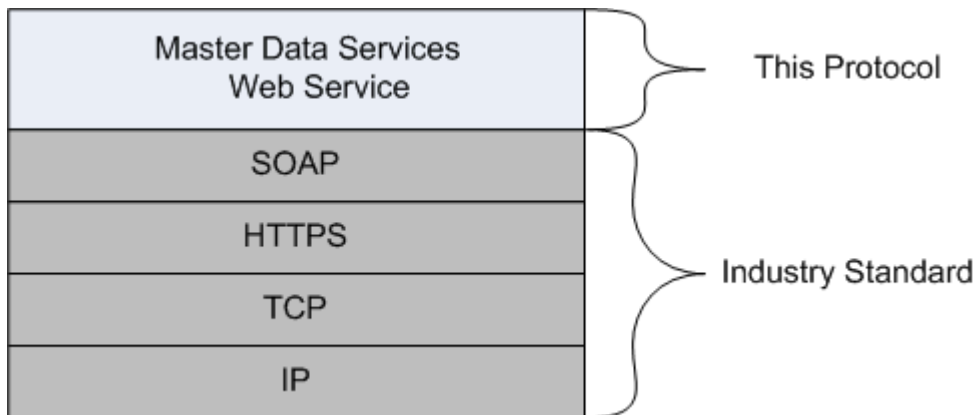 Master Data Services
Web Service
This Protocol
SOAP
HTTPS
TCP
IP
Industry Standard